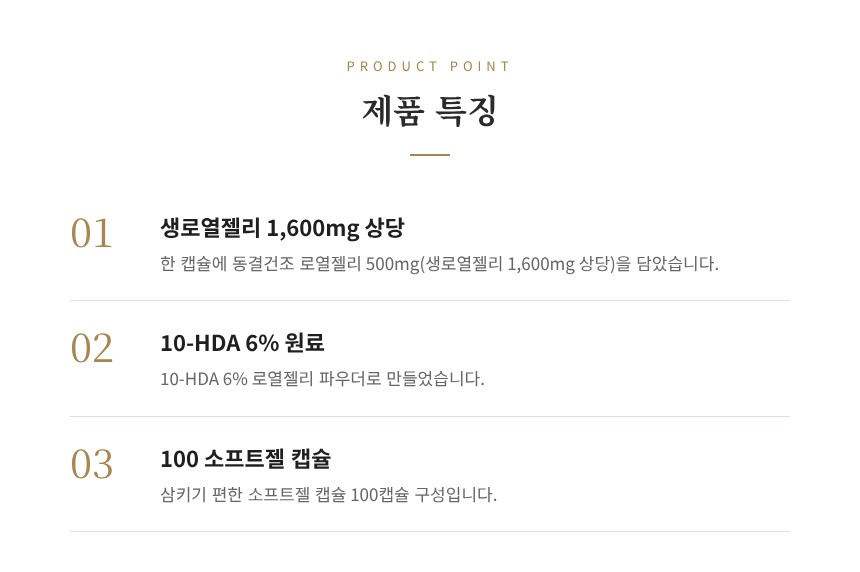 PRODUCT POINT
제품 특징
01
생로열젤리 1,600mg 상당
한 캡슐에 동결건조 로열젤리 500mg(생로열젤리 1,600mg 상당)을 담았습니다.
02
10-HDA 6% 원료
10-HDA 6% 로열젤리 파우더로 만들었습니다.
03
100 소프트젤 캡슐
삼키기 편한 소프트젤 캡슐 100캡슐 구성입니다.